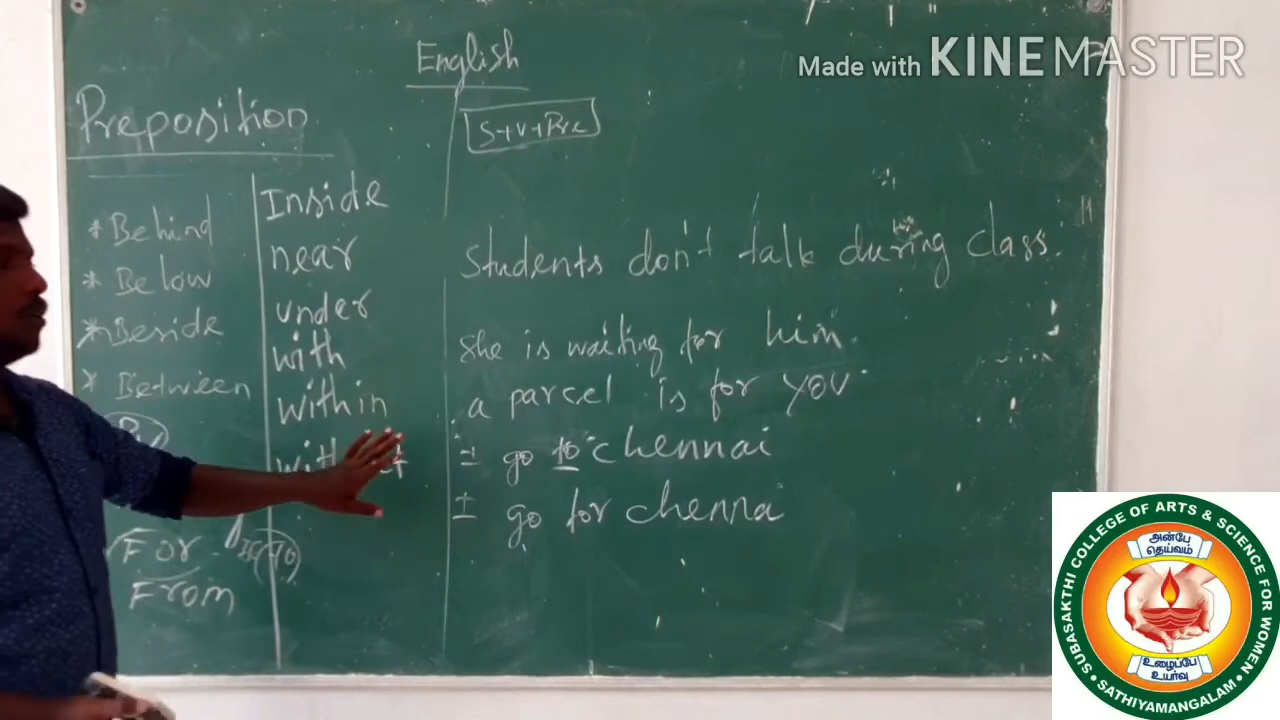 English
Made with KINEMASTER
Preposition
S+V+Pre
* Behind
* Below
* Beside
* Between
For
From
Inside
near
under
with
within
(TO)
Students don't talk during class.
She is waiting for him.
a parcel is for you
I go to chennai
I go for chenna
SUBASAKTHI COLLEGE OF ARTS & SCIENCE FOR WOMEN
அன்பே
தெய்வம்
உழைப்பே
உயர்வு
SATHIYAMANGALAM